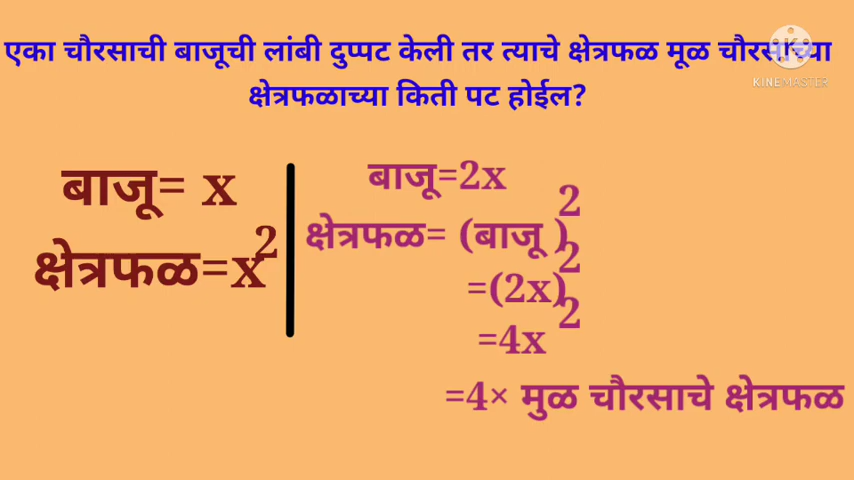 एका चौरसाची बाजूची लांबी दुप्पट केली तर त्याचे क्षेत्रफळ मूळ चौरसाच्या
क्षेत्रफळाच्या किती पट होईल?
KINEMASTER
बाजू= x
क्षेत्रफळ=x²
बाजू=2x
क्षेत्रफळ= (बाजू )²
=(2x)²
=4x²
=4× मुळ चौरसाचे क्षेत्रफळ